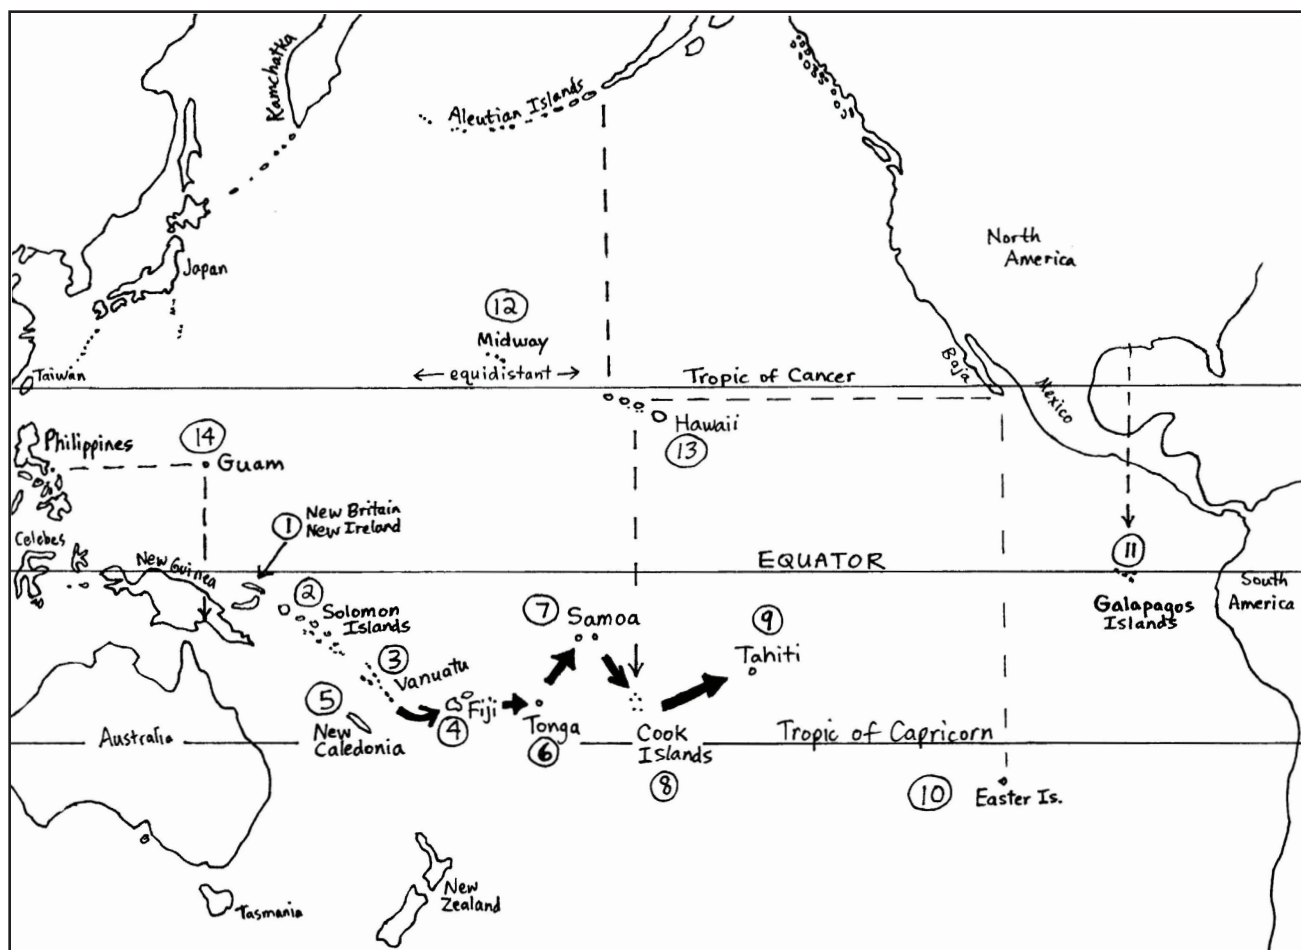 Kamchatka
Aleutian Islands
North
America
Japan
12
Midway
← equidistant →
Taiwan
Tropic of Cancer
Baja
Mexico
Hawaii
13
14
Philippines
Guam
1
New Britain
New Ireland
Celebes
New Guinea
EQUATOR
11
South
America
Galapagos
Islands
2
Solomon
Islands
7
Samoa
9
Tahiti
3
Vanuatu
5
New
Caledonia
Fiji
4
Tonga
6
Cook
Islands
8
Australia
Tropic of Capricorn
10
Easter Is.
New
Zealand
Tasmania